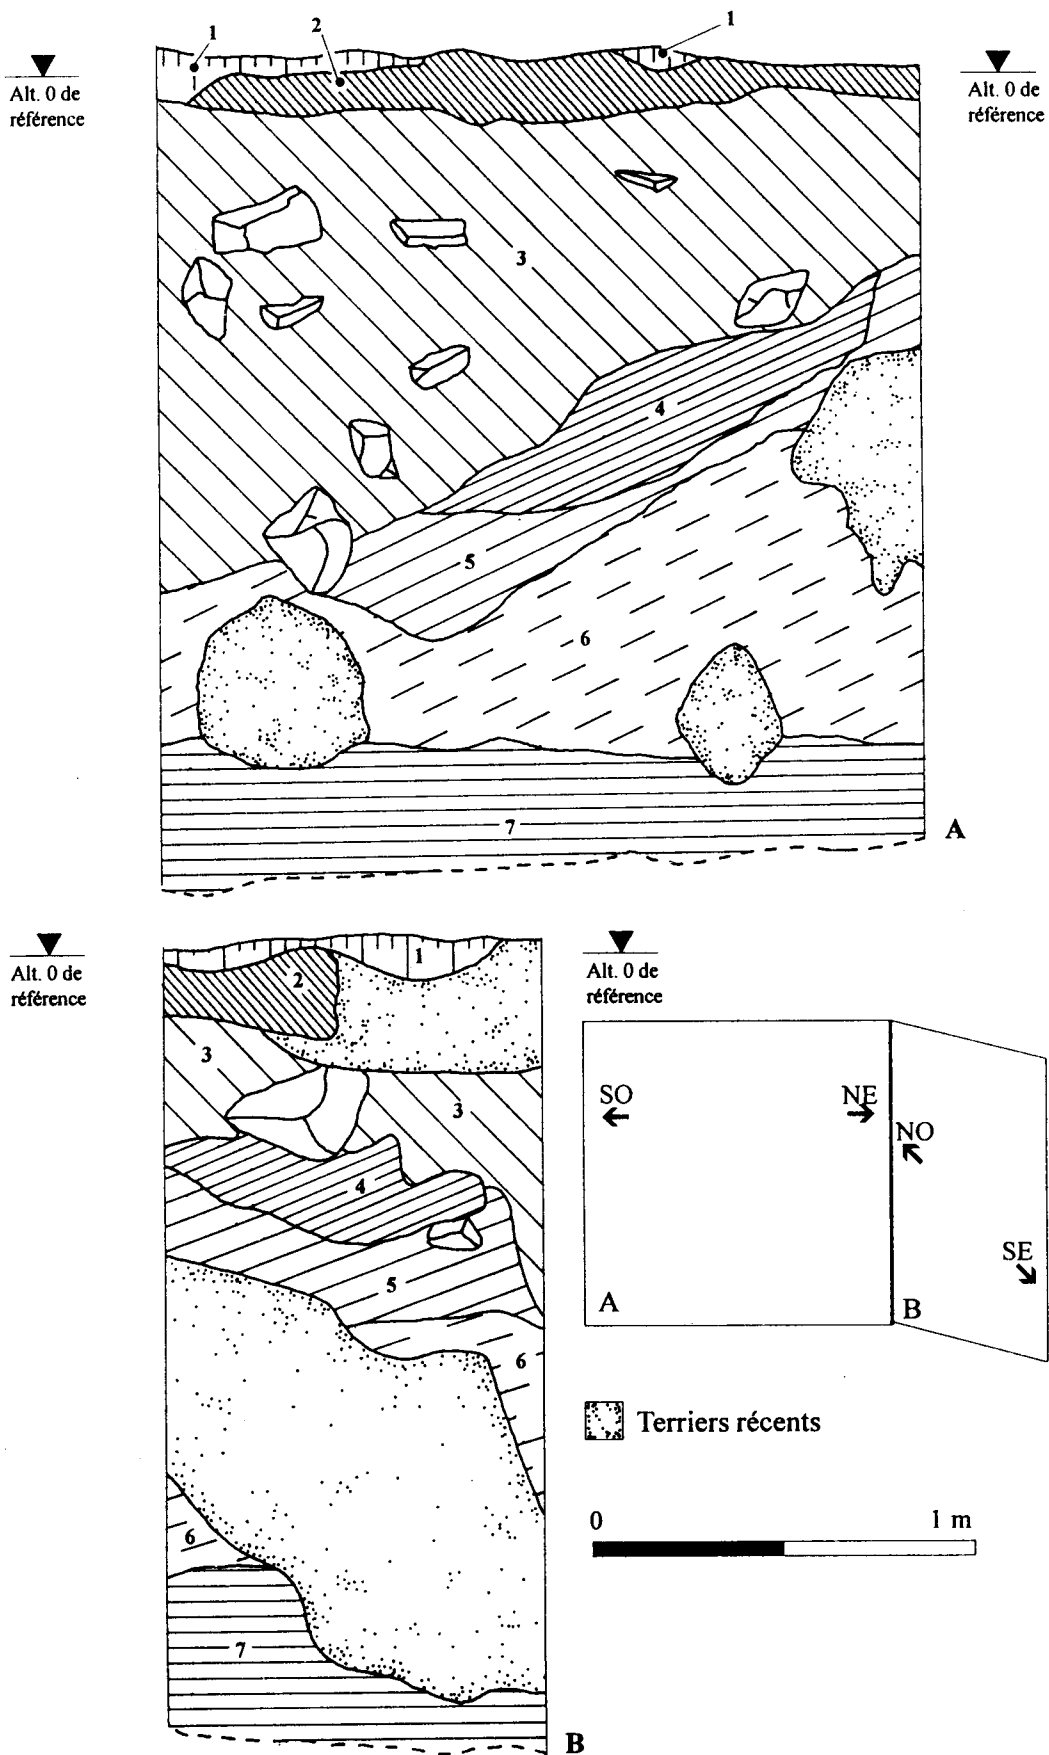 1
2
1
Alt. 0 de
référence
Alt. 0 de
référence
3
4
5
6
7
A
Alt. 0 de
référence
1
2
3
3
4
5
6
6
7
B
Alt. 0 de
référence
SO
NE
NO
SE
A
B
Terriers récents
0
1 m